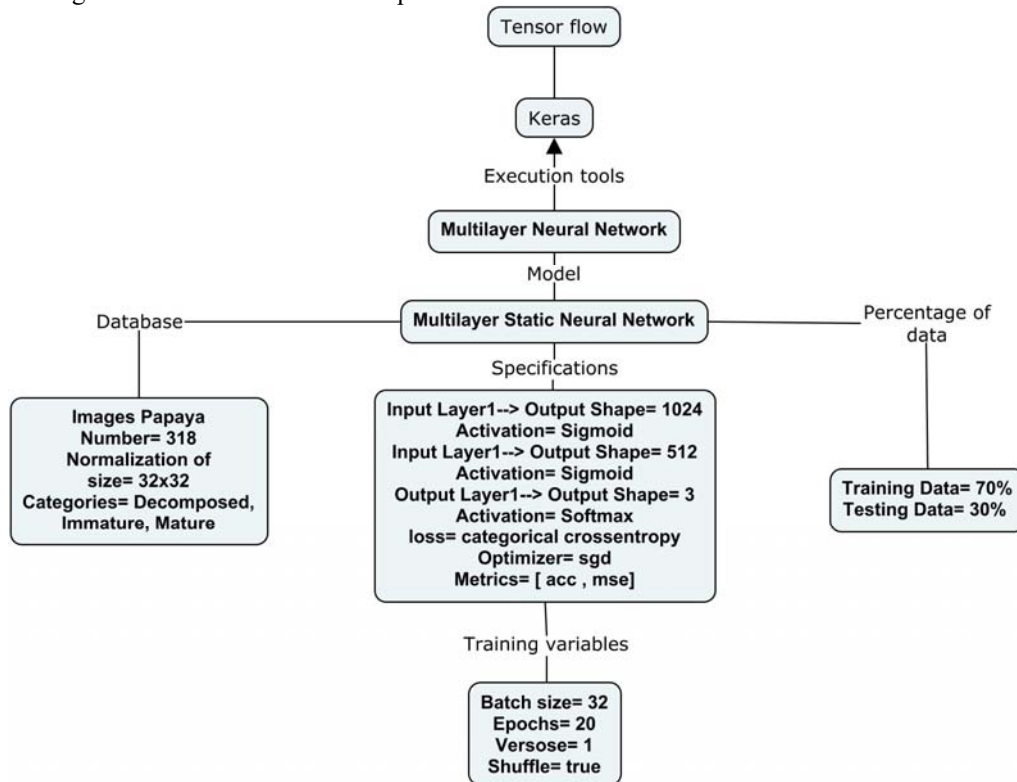 Tensor flow
Keras
Execution tools
Multilayer Neural Network
Model
Multilayer Static Neural Network
Database
Percentage of
data
Specifications
Images Papaya
Number= 318
Normalization of
size= 32x32
Categories= Decomposed,
Immature, Mature
Input Layer1--> Output Shape= 1024
Activation= Sigmoid
Input Layer1--> Output Shape= 512
Activation= Sigmoid
Output Layer1--> Output Shape= 3
Activation= Softmax
loss= categorical crossentropy
Optimizer= sgd
Metrics= [ acc , mse]
Training Data= 70%
Testing Data= 30%
Training variables
Batch size= 32
Epochs= 20
Versose= 1
Shuffle= true